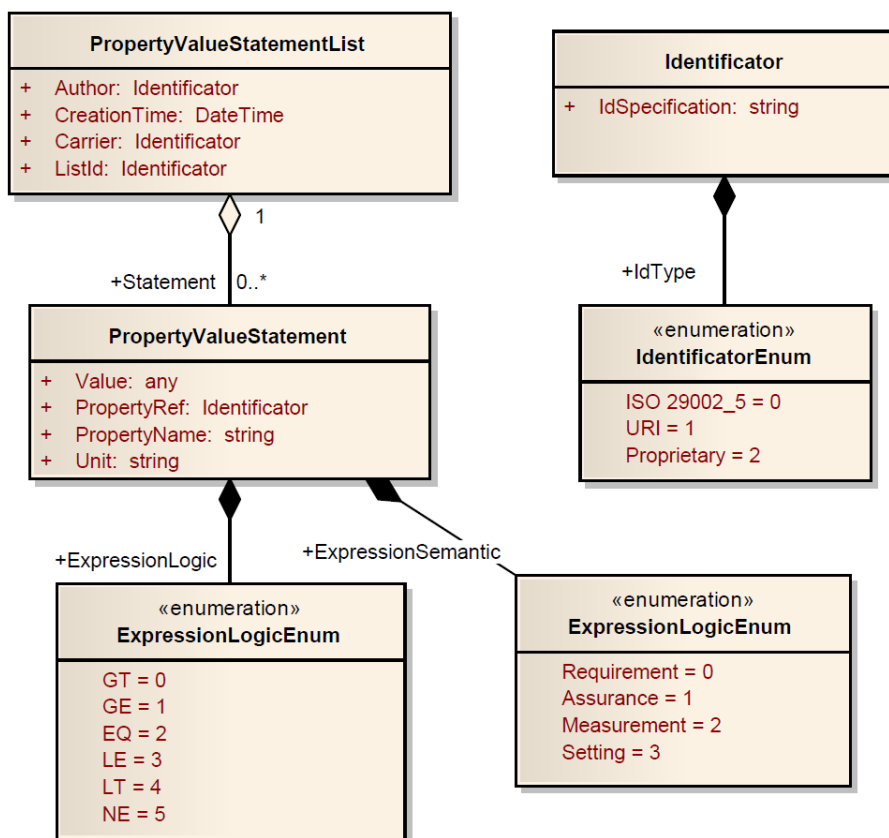 PropertyValueStatementList
+ Author: Identificator
+ CreationTime: DateTime
+ Carrier: Identificator
+ ListId: Identificator
1
+Statement 0..*
PropertyValueStatement
+ Value: any
+ PropertyRef: Identificator
+ PropertyName: string
+ Unit: string
+ExpressionLogic
+ExpressionSemantic
«enumeration»
ExpressionLogicEnum
GT = 0
GE = 1
EQ = 2
LE = 3
LT = 4
NE = 5
«enumeration»
ExpressionLogicEnum
Requirement = 0
Assurance = 1
Measurement = 2
Setting = 3
Identificator
+ IdSpecification: string
+IdType
«enumeration»
IdentificatorEnum
ISO 29002_5 = 0
URI = 1
Proprietary = 2